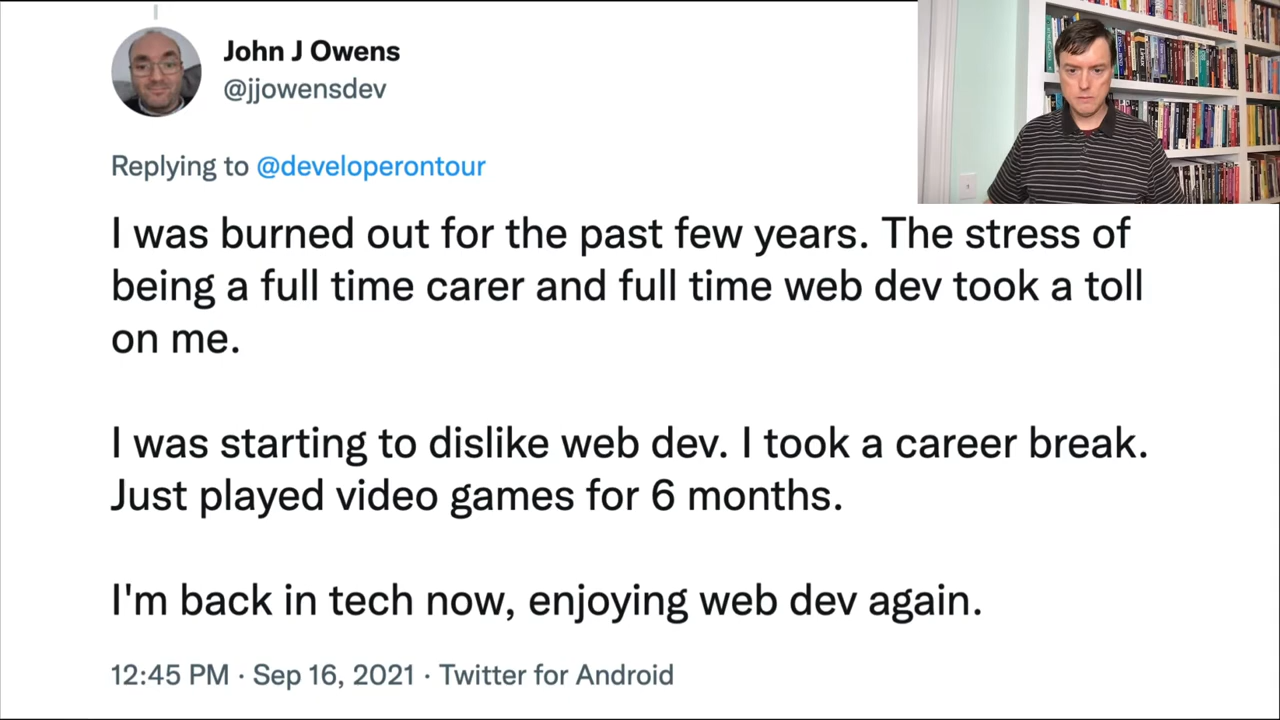 John J Owens
@jjowensdev
Replying to @developerontour
I was burned out for the past few years. The stress of
being a full time carer and full time web dev took a toll
on me.
I was starting to dislike web dev. I took a career break.
Just played video games for 6 months.
I'm back in tech now, enjoying web dev again.
12:45 PM · Sep 16, 2021 · Twitter for Android